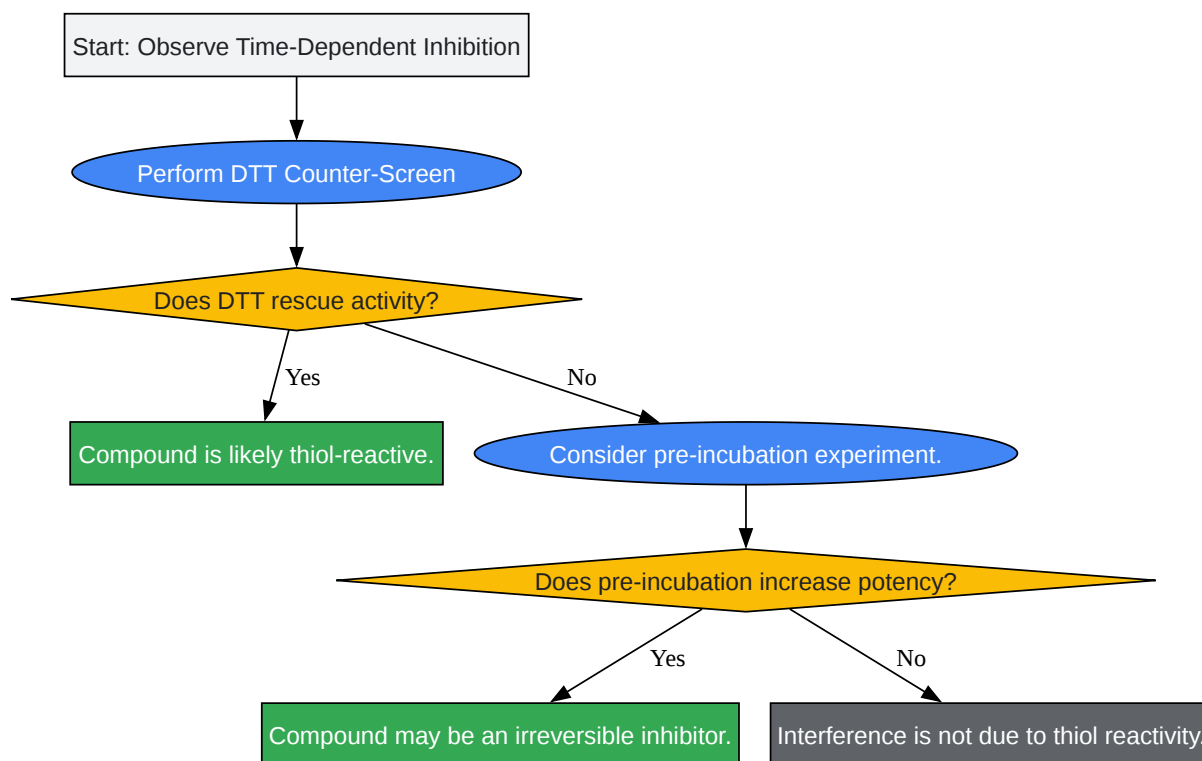 Start: Observe Time-Dependent Inhibition
Perform DTT Counter-Screen
Does DTT rescue activity?
Yes
No
Compound is likely thiol-reactive.
Consider pre-incubation experiment.
Does pre-incubation increase potency?
Yes
No
Compound may be an irreversible inhibitor.
Interference is not due to thiol reactivity.